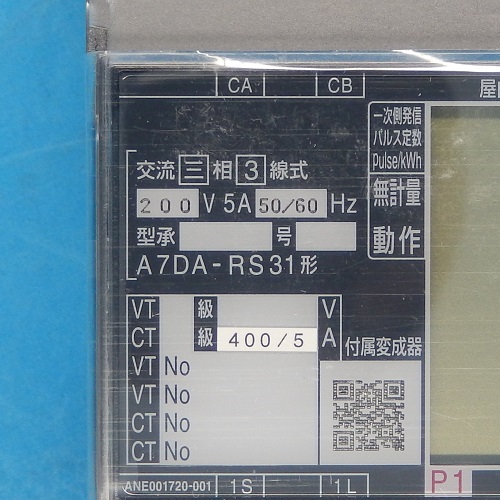 CA CB
屋
一次側発信
パルス定数
Pulse/kWh
交流 三 相 3 線式
200 V 5A 50/60 Hz
無計量
型承 号
動作
A7DA-RS31形
VT 級 V
CT 級 400/5 A
付属変成器
VT No
VT No
CT No
CT No
ANE001720-001 1S 1L
P1